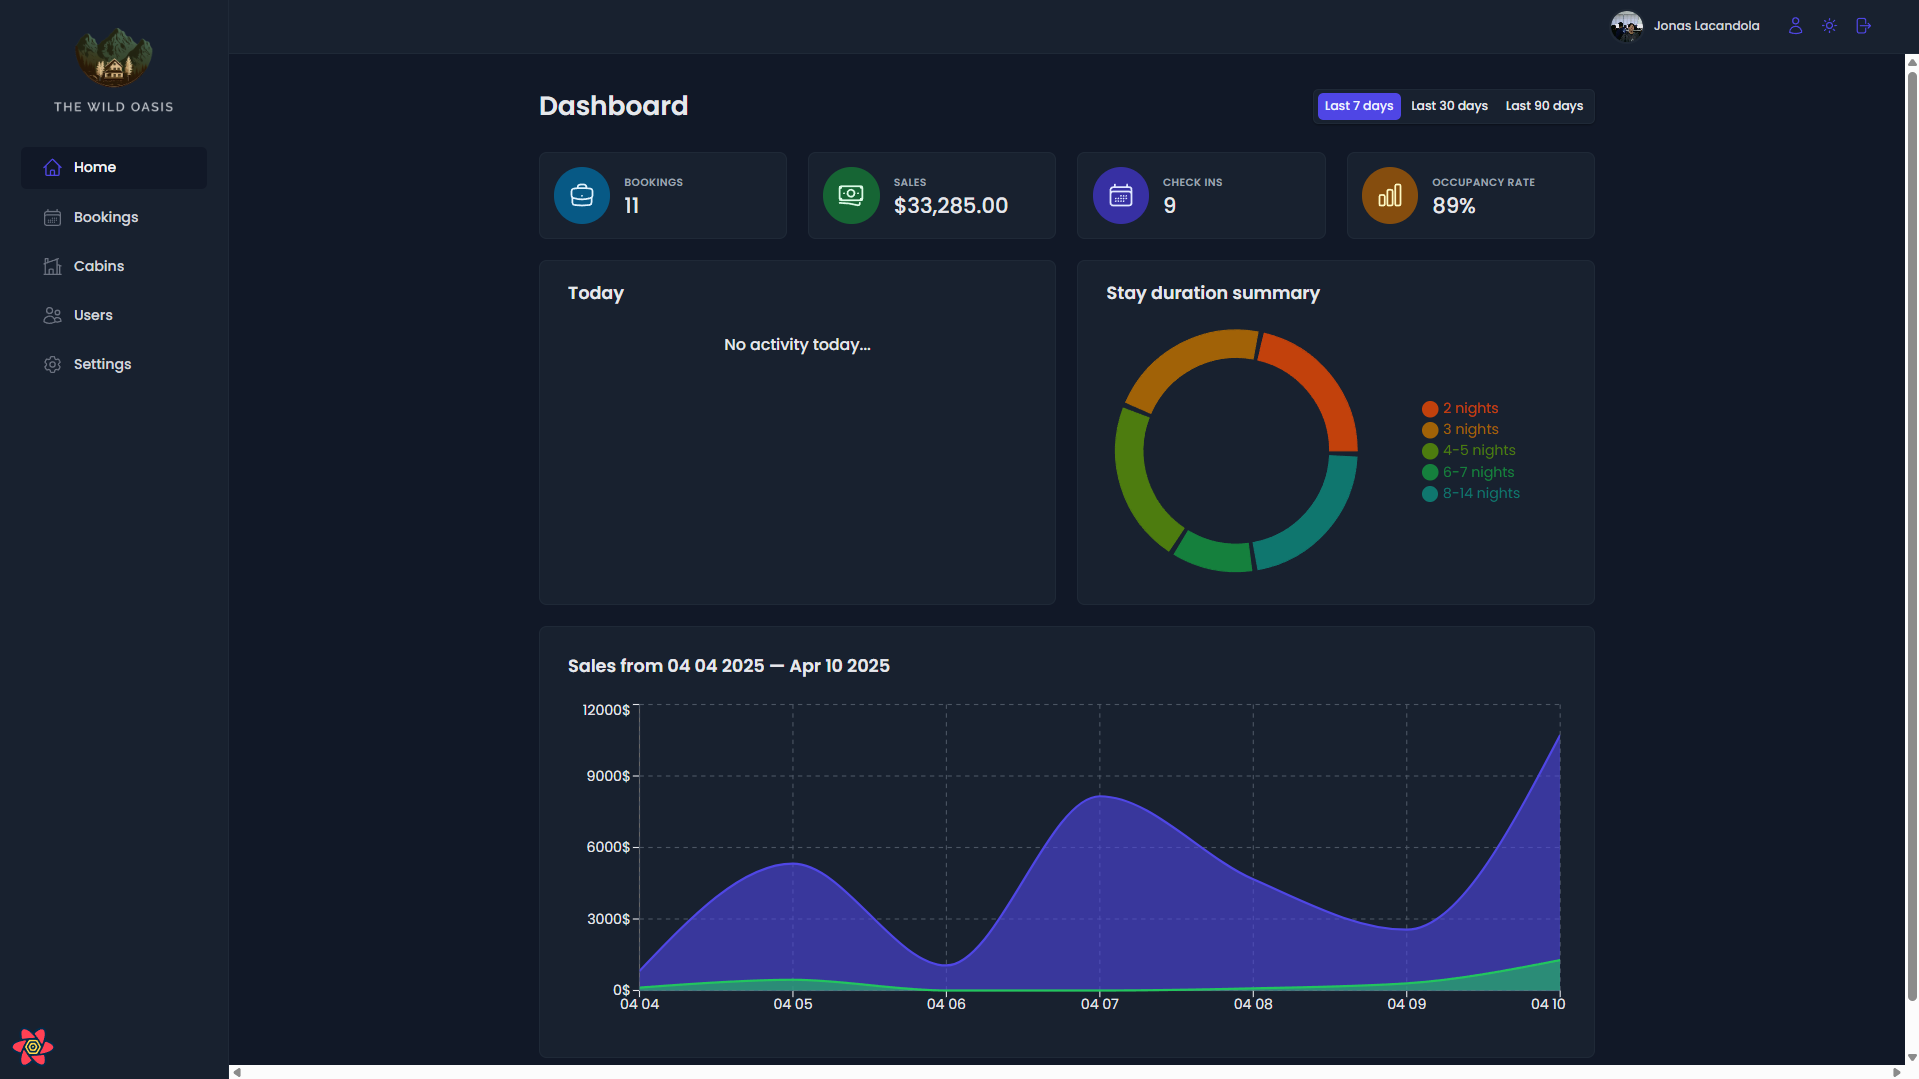 THE WILD OASIS
Home
Bookings
Cabins
Users
Settings
Jonas Lacandola
Dashboard
Last 7 days
Last 30 days
Last 90 days
BOOKINGS
11
SALES
$33,285.00
CHECK INS
9
OCCUPANCY RATE
89%
Today
No activity today...
Stay duration summary
2 nights
3 nights
4-5 nights
6-7 nights
8-14 nights
Sales from 04 04 2025 — Apr 10 2025
12000$
9000$
6000$
3000$
0$
04 04
04 05
04 06
04 07
04 08
04 09
04 10